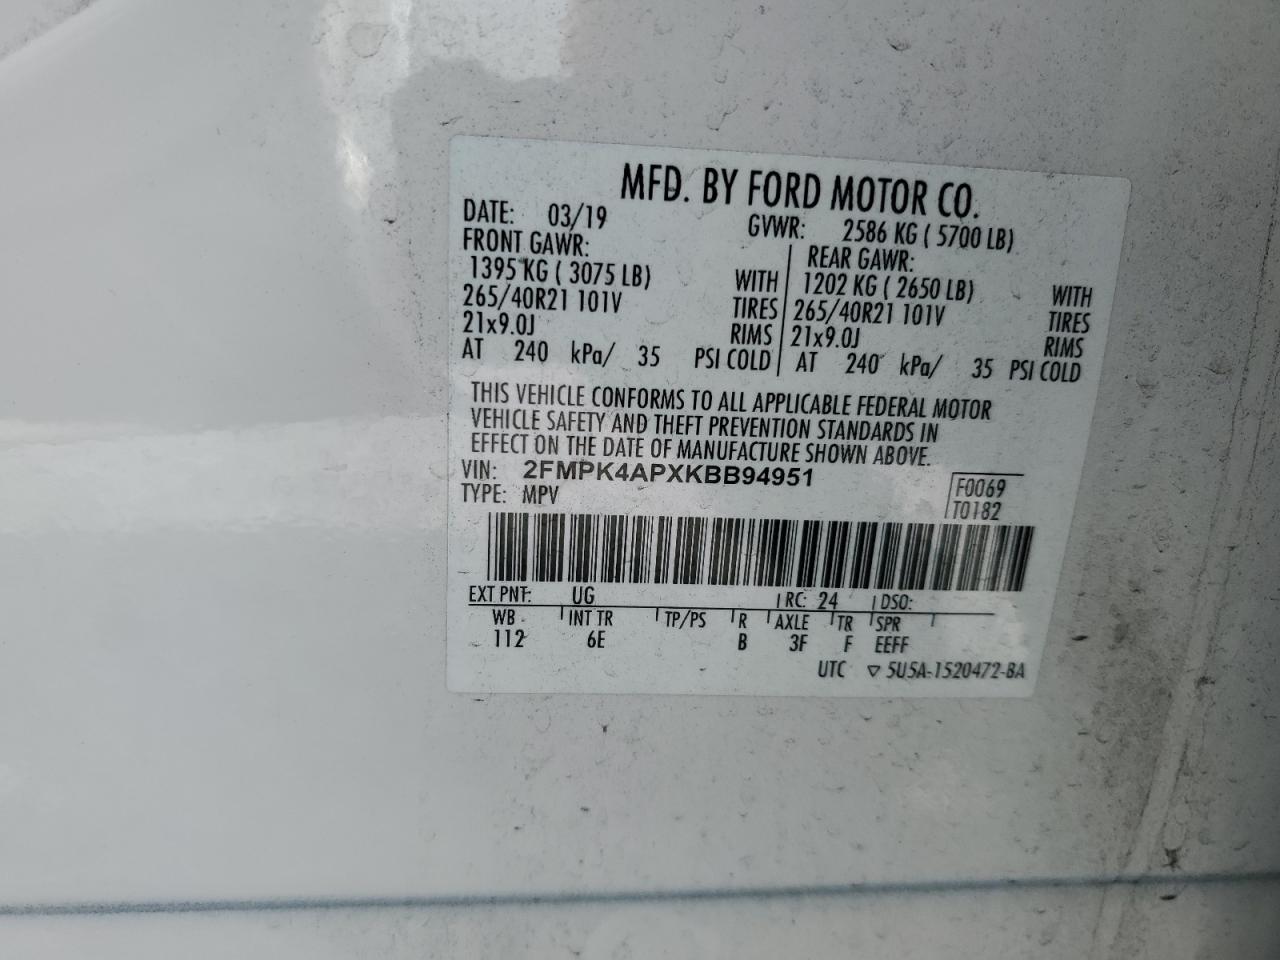 MFD. BY FORD MOTOR CO.
DATE: 03/19 GVWR: 2586 KG ( 5700 LB)
FRONT GAWR: REAR GAWR:
1395 KG ( 3075 LB) WITH 1202 KG ( 2650 LB) WITH
265/40R21 101V TIRES 265/40R21 101V TIRES
21x9.0J RIMS 21x9.0J RIMS
AT 240 kPa/ 35 PSI COLD AT 240 kPa/ 35 PSI COLD
THIS VEHICLE CONFORMS TO ALL APPLICABLE FEDERAL MOTOR
VEHICLE SAFETY AND THEFT PREVENTION STANDARDS IN
EFFECT ON THE DATE OF MANUFACTURE SHOWN ABOVE.
VIN: 2FMPK4APXKBB94951 F0069
TYPE: MPV T0182
EXT PNT: UG RC: 24 DSO:
WB INT TR TP/PS R AXLE TR SPR
112 6E B 3F F EEFF
UTC ▽ 5U5A-1520472-BA